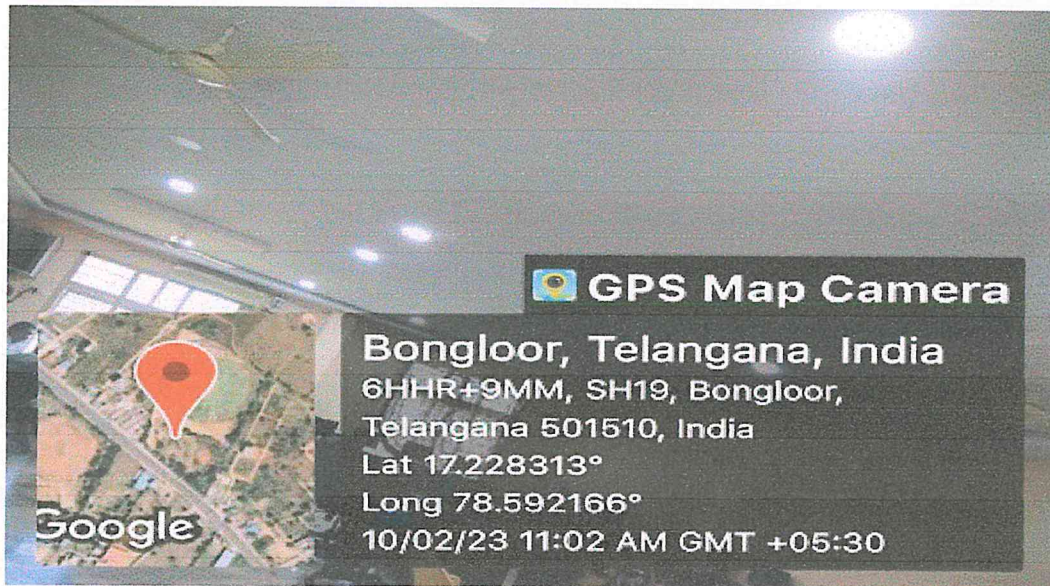 GPS Map Camera
Bongloor, Telangana, India
6HHR+9MM, SH19, Bongloor,
Telangana 501510, India
Lat 17.228313°
Long 78.592166°
10/02/23 11:02 AM GMT +05:30
Google